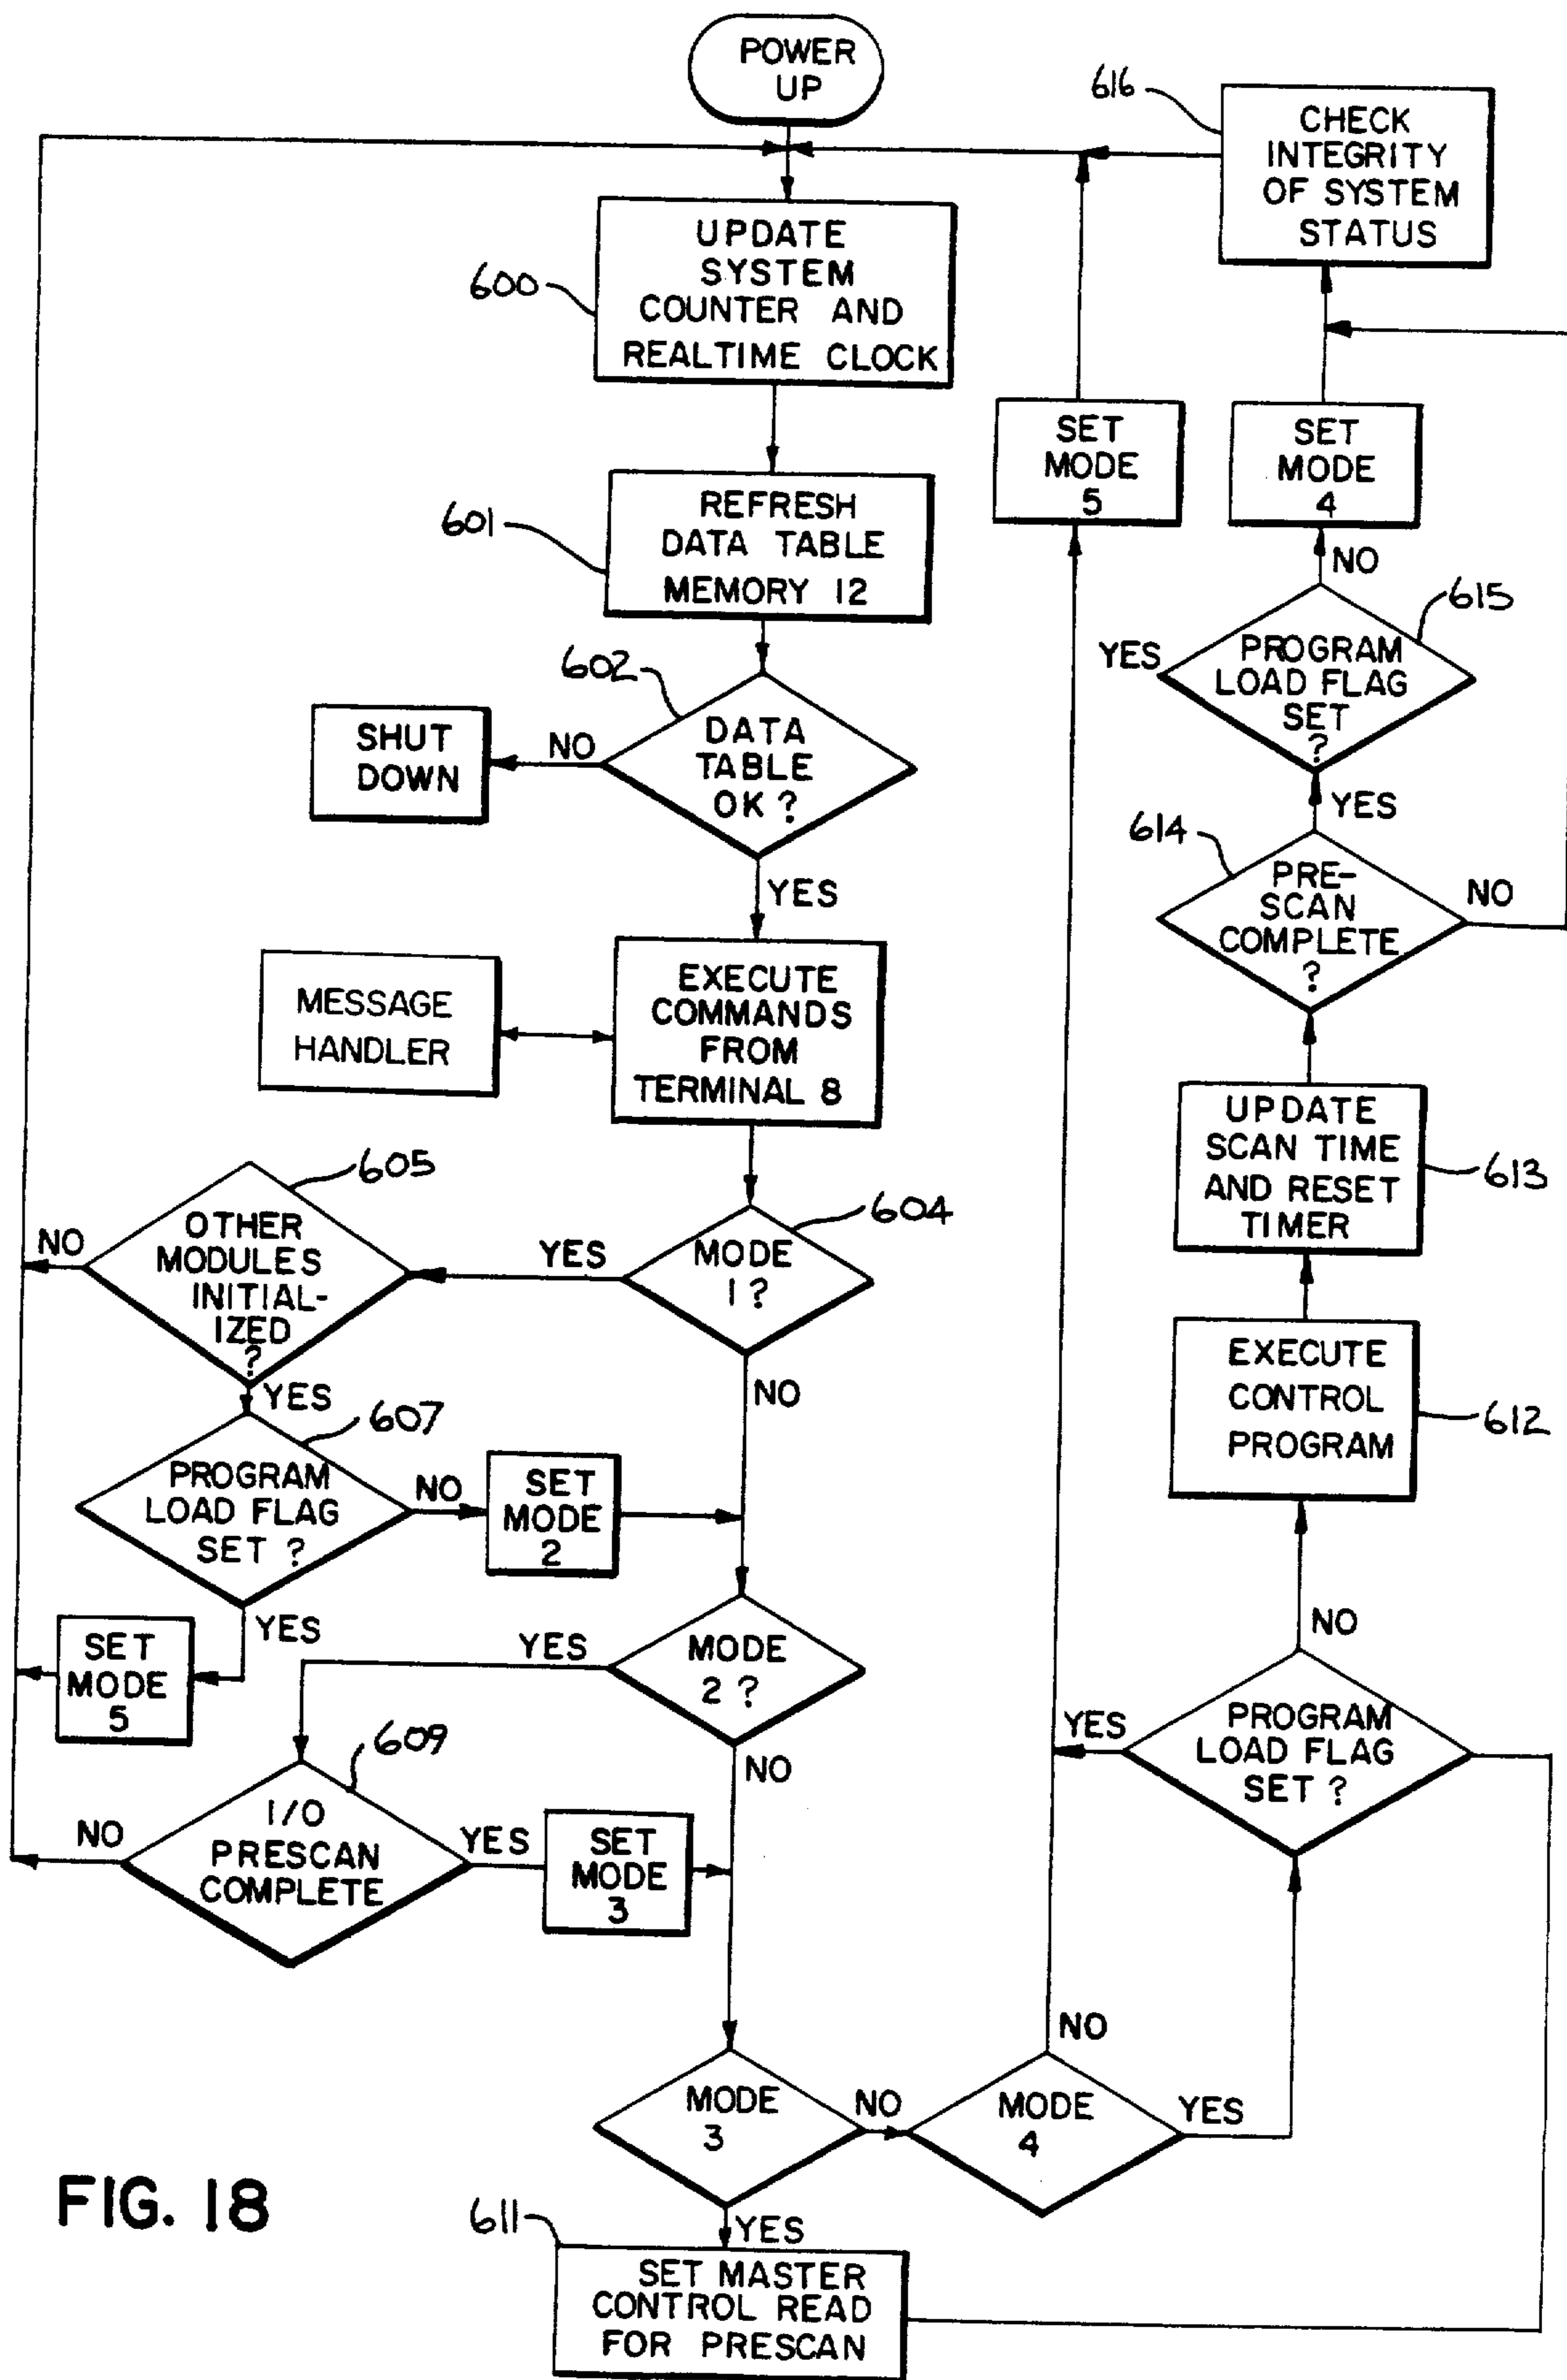 POWER
UP
616
CHECK
INTEGRITY
OF SYSTEM
STATUS
600
UPDATE
SYSTEM
COUNTER AND
REALTIME CLOCK
SET
MODE
5
SET
MODE
4
601
REFRESH
DATA TABLE
MEMORY 12
NO
615
YES
PROGRAM
LOAD FLAG
SET
?
602
DATA
TABLE
OK ?
NO
SHUT
DOWN
YES
YES
614
PRE-
SCAN
COMPLETE
?
NO
MESSAGE
HANDLER
EXECUTE
COMMANDS
FROM
TERMINAL 8
UPDATE
SCAN TIME
AND RESET
TIMER
613
605
OTHER
MODULES
INITIAL-
IZED
?
NO
YES
604
MODE
1 ?
NO
YES
EXECUTE
CONTROL
PROGRAM
612
607
PROGRAM
LOAD FLAG
SET ?
NO
SET
MODE
2
YES
SET
MODE
5
YES
MODE
2 ?
NO
NO
YES
PROGRAM
LOAD FLAG
SET ?
609
I/O
PRESCAN
COMPLETE
NO
YES
SET
MODE
3
NO
MODE
3
NO
MODE
4
YES
YES
611
SET MASTER
CONTROL READ
FOR PRESCAN
FIG. 18